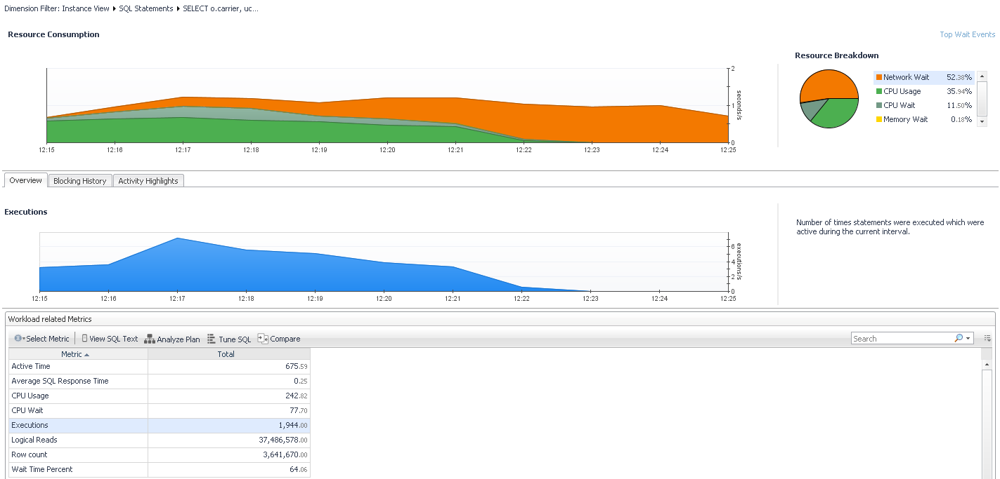 Dimension Filter: Instance View ▸ SQL Statements ▸ SELECT o.carrier, uc...
Resource Consumption
Top Wait Events
Resource Breakdown
Network Wait 52.38%
CPU Usage 35.94%
CPU Wait 11.50%
Memory Wait 0.18%
2
1
0
seconds/s
12:15 12:16 12:17 12:18 12:19 12:20 12:21 12:22 12:23 12:24 12:25
Overview Blocking History Activity Highlights
Executions
Number of times statements were executed which were
active during the current interval.
6
4
2
0
executions/s
12:15 12:16 12:17 12:18 12:19 12:20 12:21 12:22 12:23 12:24 12:25
Workload related Metrics
Select Metric View SQL Text Analyze Plan Tune SQL Compare Search
Metric Total
Active Time 675.59
Average SQL Response Time 0.25
CPU Usage 242.82
CPU Wait 77.70
Executions 1,944.00
Logical Reads 37,486,578.00
Row count 3,641,670.00
Wait Time Percent 64.06